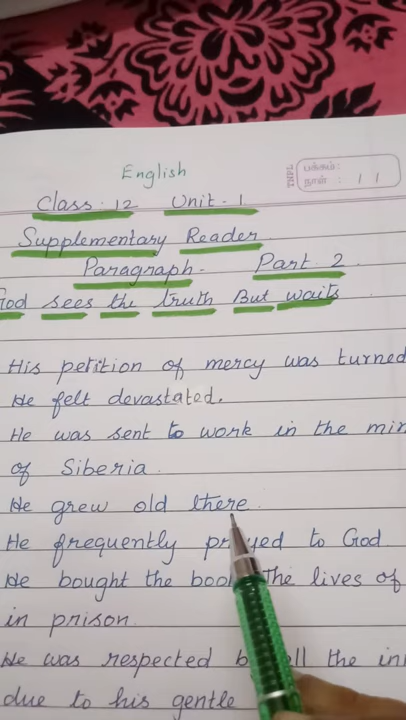 English
TNPL
பக்கம் :
நாள் : / /
Class . 12 Unit . 1
Supplementary Reader
Paragraph - Part . 2
God sees the truth But waits
His petition of mercy was turned
He felt devastated.
He was sent to work in the
of Siberia.
He grew old there
He frequently prayed to God
He bought the book The lives of
in prison.
He was respected all the
due to his gentle